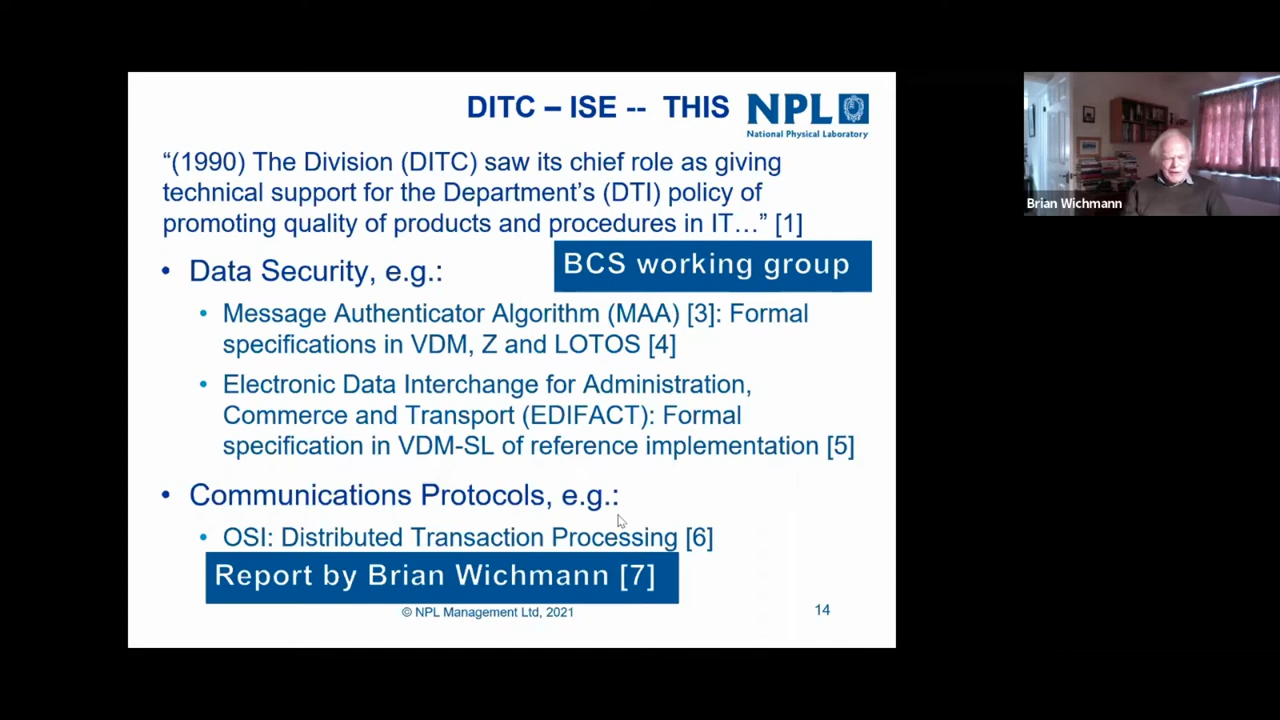 DITC – ISE -- THIS
NPL
National Physical Laboratory
“(1990) The Division (DITC) saw its chief role as giving
technical support for the Department’s (DTI) policy of
promoting quality of products and procedures in IT…” [1]
• Data Security, e.g.:
BCS working group
• Message Authenticator Algorithm (MAA) [3]: Formal
specifications in VDM, Z and LOTOS [4]
• Electronic Data Interchange for Administration,
Commerce and Transport (EDIFACT): Formal
specification in VDM-SL of reference implementation [5]
• Communications Protocols, e.g.:
• OSI: Distributed Transaction Processing [6]
Report by Brian Wichmann [7]
© NPL Management Ltd, 2021
14
Brian Wichmann